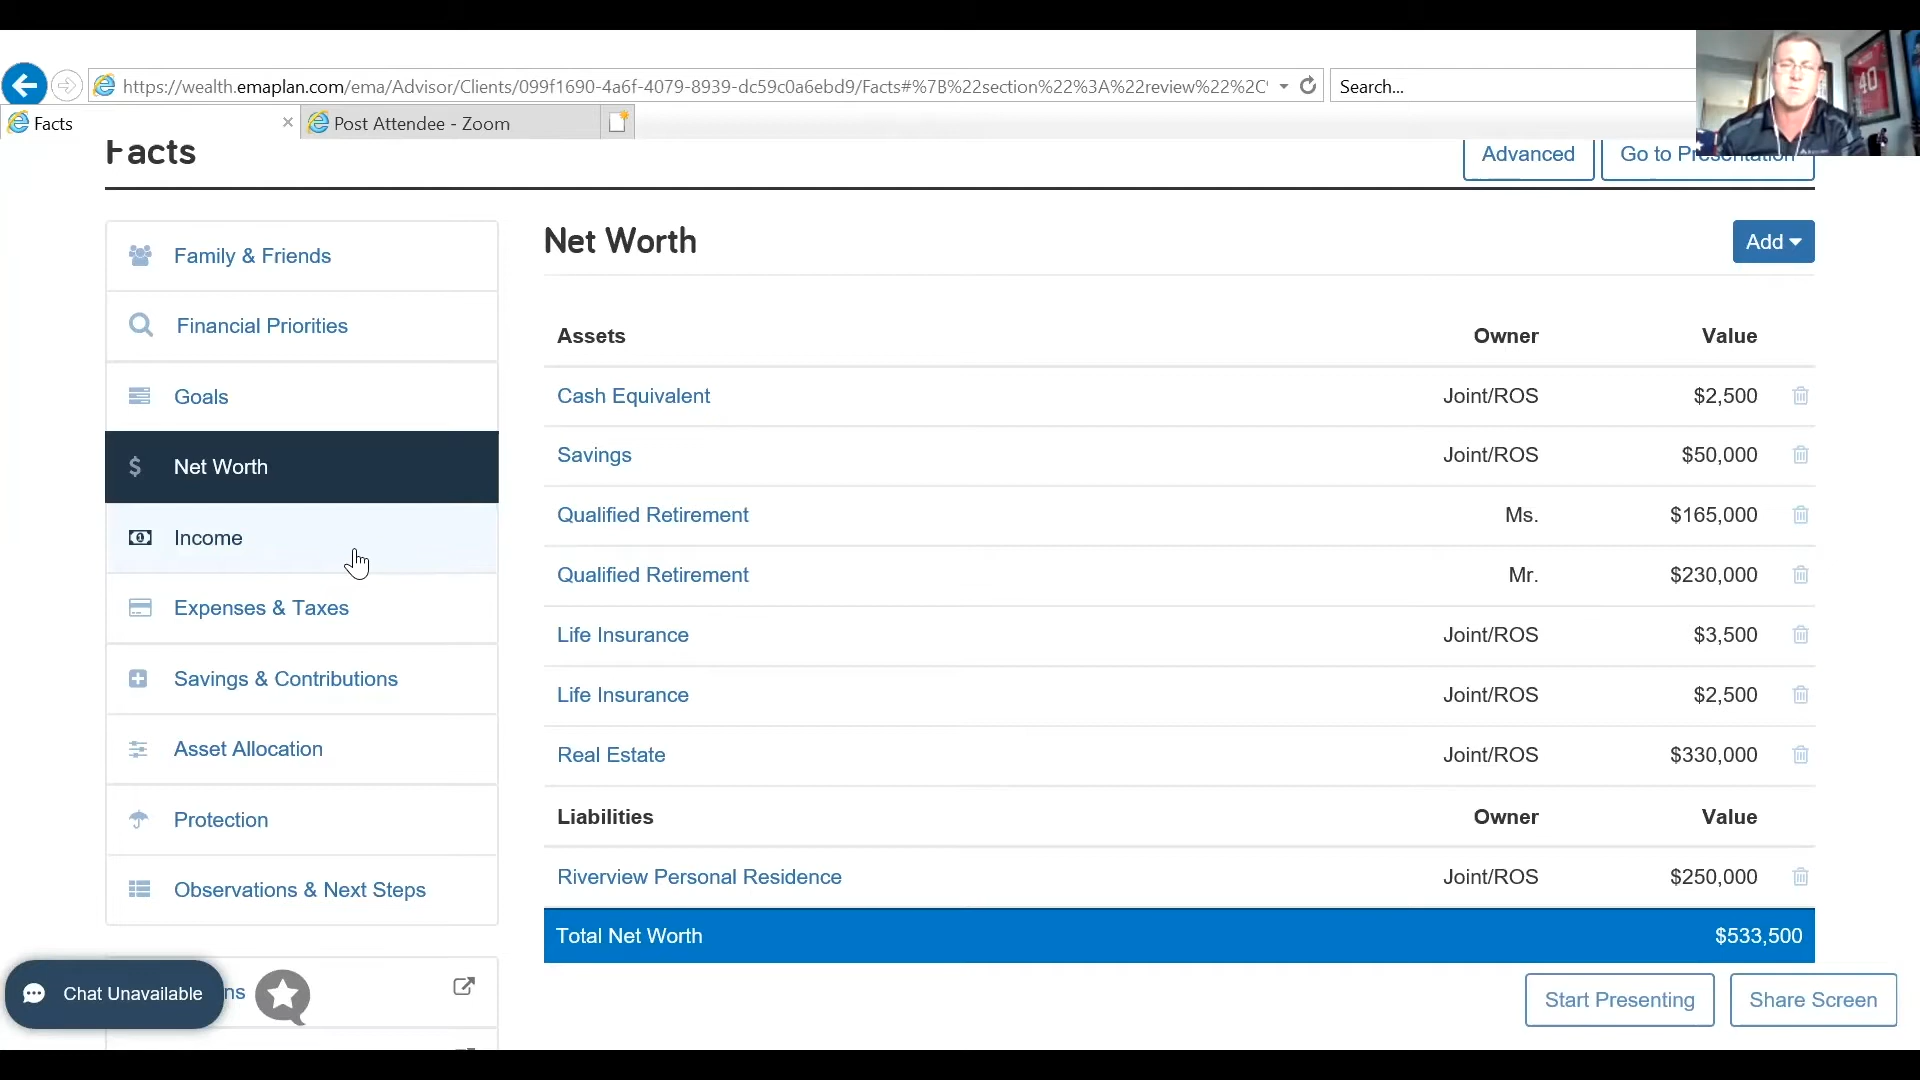 https://wealth.emaplan.com/ema/Advisor/Clients/099f1690-4a6f-4079-8939-dc59c0a6ebd9/Facts#%7B%22section%22%3A%22review%22%2C
Search...
Facts
Post Attendee - Zoom
Facts
Advanced
Go to Presentation
40
Family & Friends
Financial Priorities
Goals
Net Worth
Income
Expenses & Taxes
Savings & Contributions
Asset Allocation
Protection
Observations & Next Steps
Chat Unavailable
ns
Net Worth
Add
Assets Owner Value
Cash Equivalent Joint/ROS $2,500
Savings Joint/ROS $50,000
Qualified Retirement Ms. $165,000
Qualified Retirement Mr. $230,000
Life Insurance Joint/ROS $3,500
Life Insurance Joint/ROS $2,500
Real Estate Joint/ROS $330,000
Liabilities Owner Value
Riverview Personal Residence Joint/ROS $250,000
Total Net Worth $533,500
Start Presenting
Share Screen